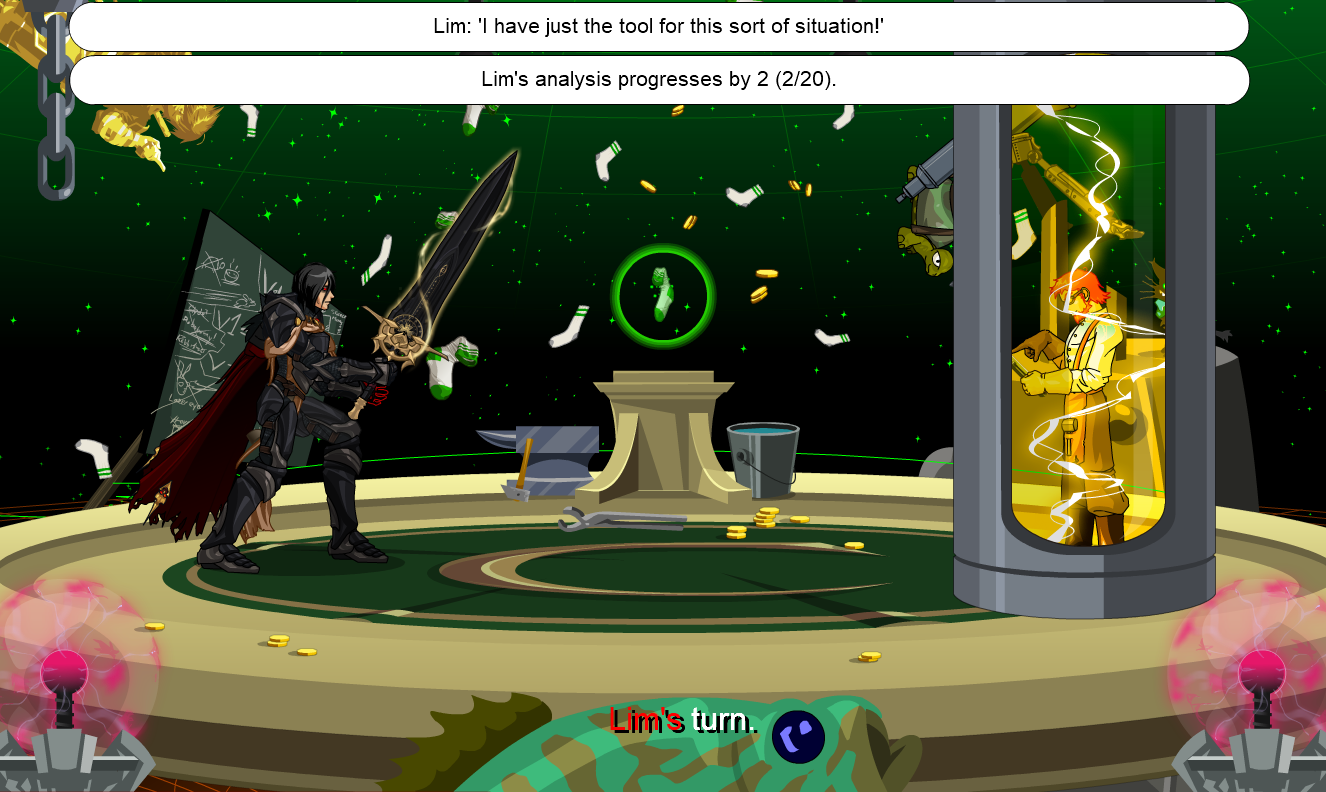 Lim: 'I have just the tool for this sort of situation!'
Lim's analysis progresses by 2 (2/20).
Lim's turn.